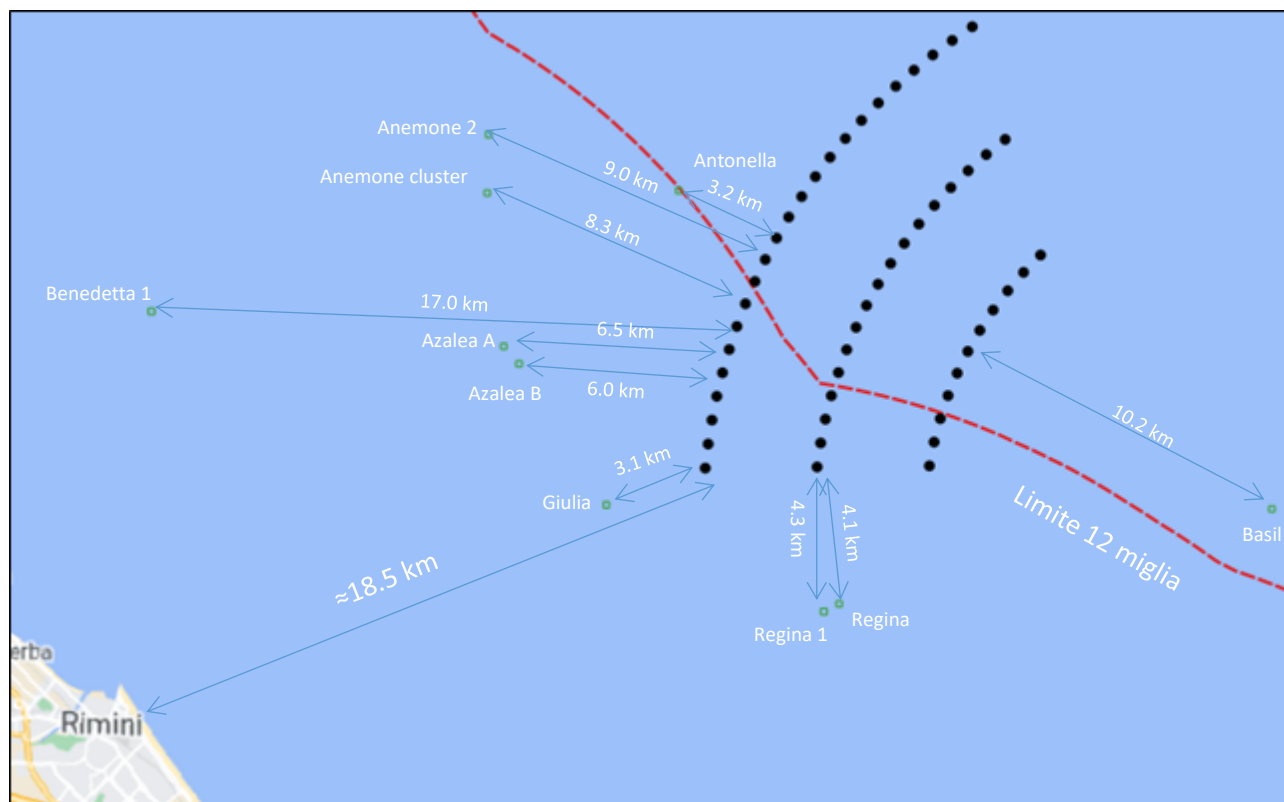 Anemone 2
Antonella
Anemone cluster
9.0 km
3.2 km
8.3 km
Benedetta 1
17.0 km
6.5 km
Azalea A
Azalea B
6.0 km
10.2 km
3.1 km
Giulia
4.3 km
4.1 km
Limite 12 miglia
Basil
≈18.5 km
Regina 1
Regina
erba
Rimini